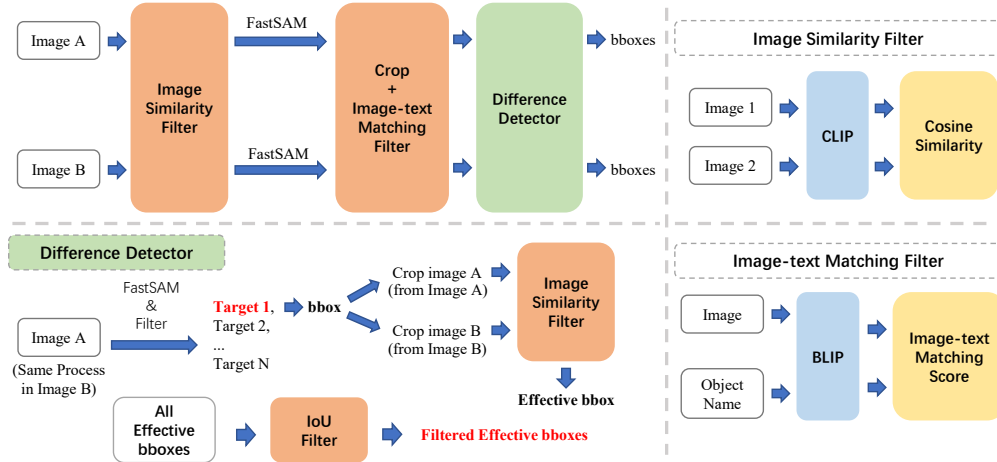 Image A
Image B
Image
Similarity
Filter
FastSAM
FastSAM
Crop
+
Image-text
Matching
Filter
Difference
Detector
bboxes
bboxes
Image Similarity Filter
Image 1
Image 2
CLIP
Cosine
Similarity
Difference Detector
Image A
(Same Process
in Image B)
FastSAM
&
Filter
Target 1,
Target 2,
...
Target N
bbox
Crop image A
(from Image A)
Crop image B
(from Image B)
Image
Similarity
Filter
Effective bbox
All
Effective
bboxes
IoU
Filter
Filtered Effective bboxes
Image-text Matching Filter
Image
Object
Name
BLIP
Image-text
Matching
Score